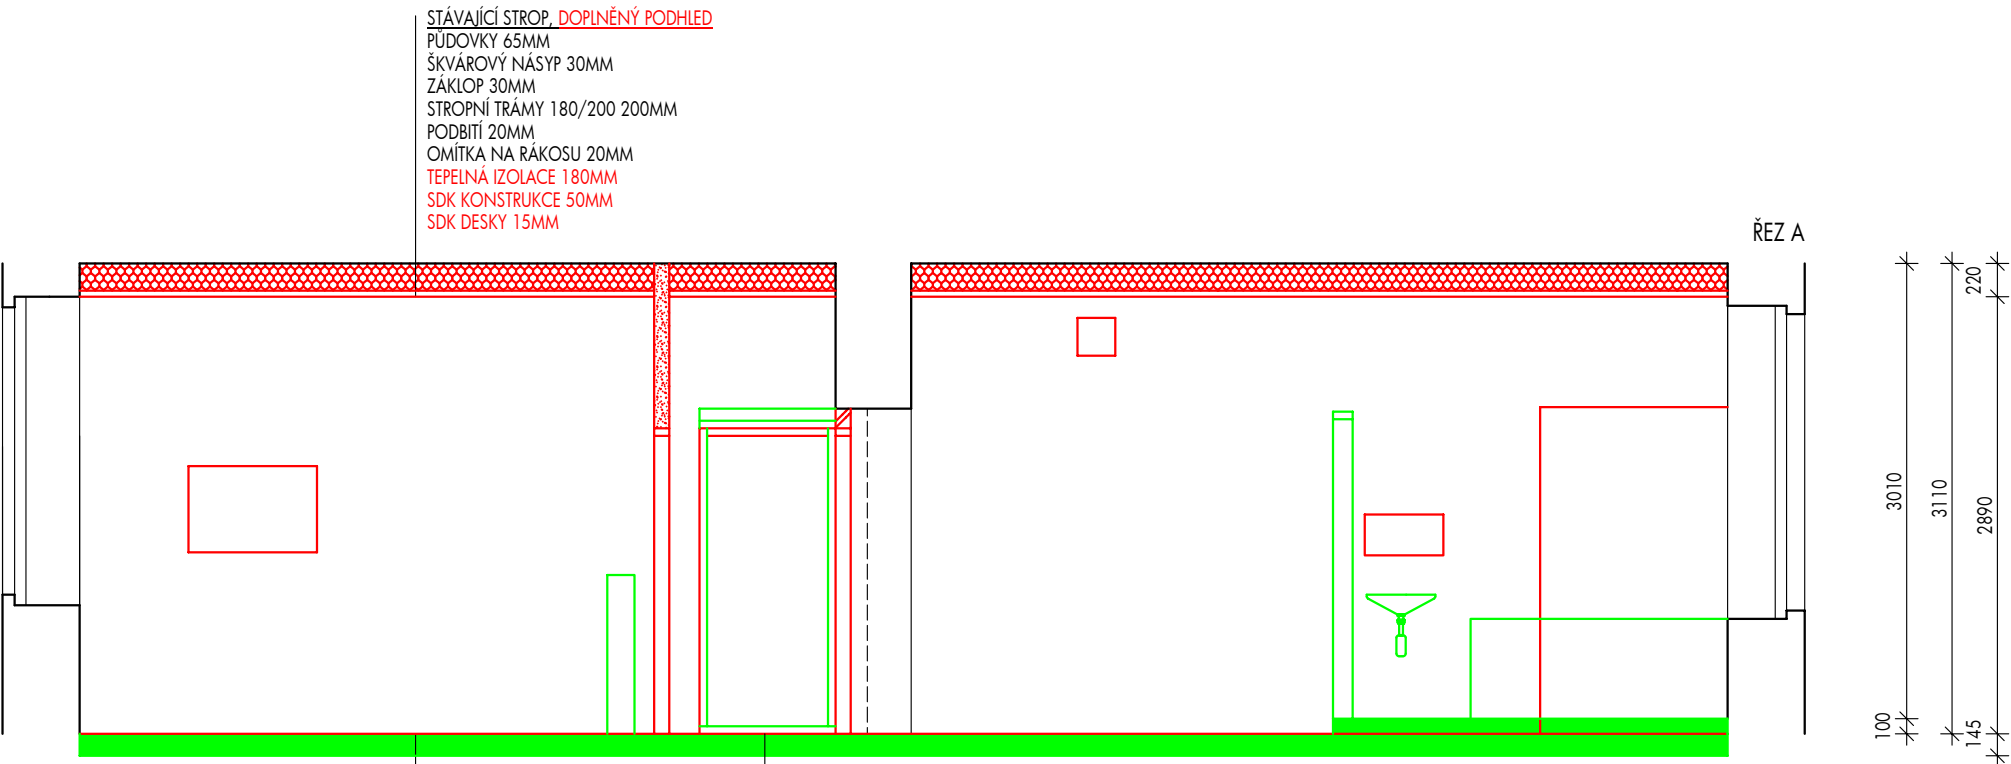 STÁVAJÍCÍ STROP, DOPLNĚNÝ PODHLED
PŮDOVKY 65MM
ŠKVÁROVÝ NÁSYP 30MM
ZÁKLOP 30MM
STROPNÍ TRÁMY 180/200 200MM
PODBITÍ 20MM
OMÍTKA NA RÁKOSU 20MM
TEPELNÁ IZOLACE 180MM
SDK KONSTRUKCE 50MM
SDK DESKY 15MM
ŘEZ A
220
3010
3110
2890
100
145